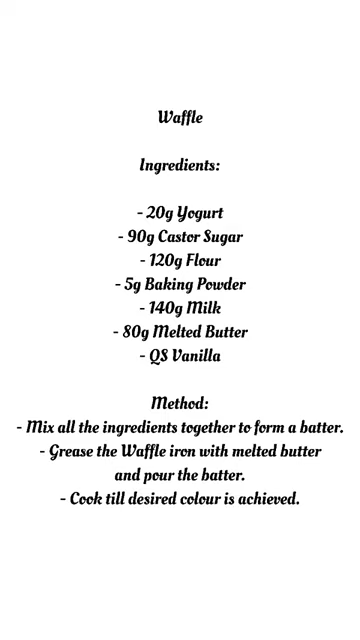 Waffle
Ingredients:
- 20g Yogurt
- 90g Castor Sugar
- 120g Flour
- 5g Baking Powder
- 140g Milk
- 80g Melted Butter
- QS Vanilla
Method:
- Mix all the ingredients together to form a batter.
- Grease the Waffle iron with melted butter
and pour the batter.
- Cook till desired colour is achieved.